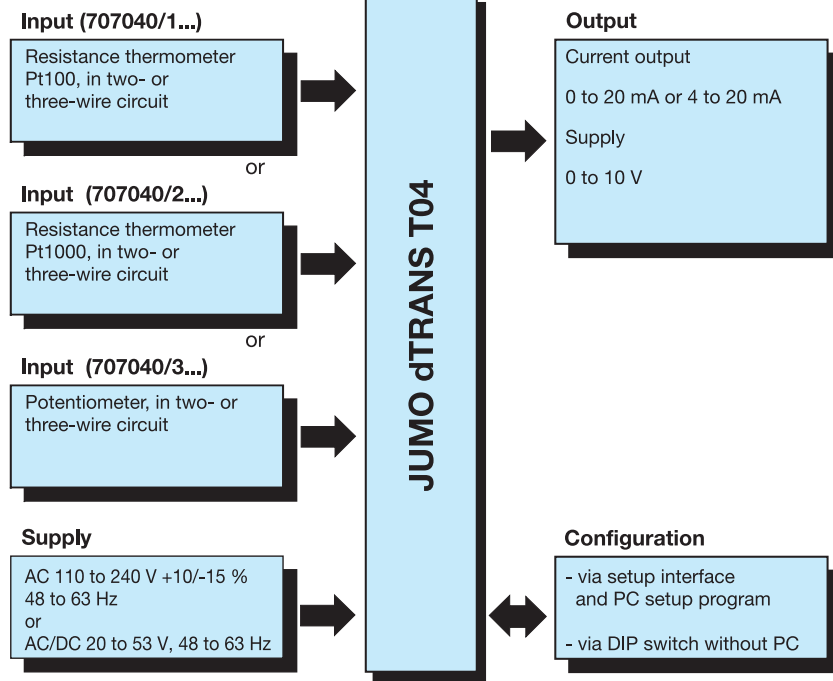 Input (707040/1...)
Resistance thermometer
Pt100, in two- or
three-wire circuit
or
Input (707040/2...)
Resistance thermometer
Pt1000, in two- or
three-wire circuit
or
Input (707040/3...)
Potentiometer, in two- or
three-wire circuit
Supply
AC 110 to 240 V +10/-15 %
48 to 63 Hz
or
AC/DC 20 to 53 V, 48 to 63 Hz
JUMO dTRANS T04
Output
Current output
0 to 20 mA or 4 to 20 mA
Supply
0 to 10 V
Configuration
- via setup interface
and PC setup program
- via DIP switch without PC